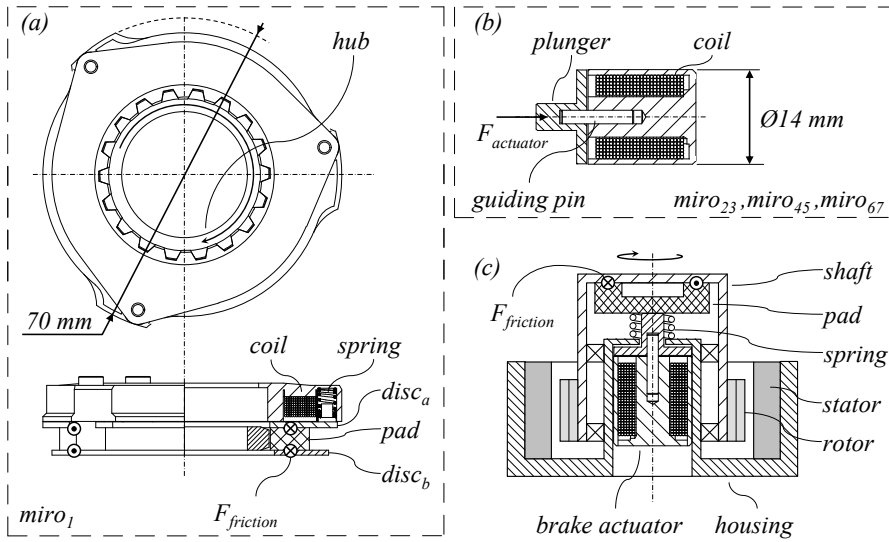 (a)
hub
70 mm
coil
spring
disc_a
pad
disc_b
F_friction
miro_1
(b)
plunger
coil
F_actuator
Ø14 mm
guiding pin
miro_23, miro_45, miro_67
(c)
shaft
F_friction
pad
spring
stator
rotor
brake actuator
housing